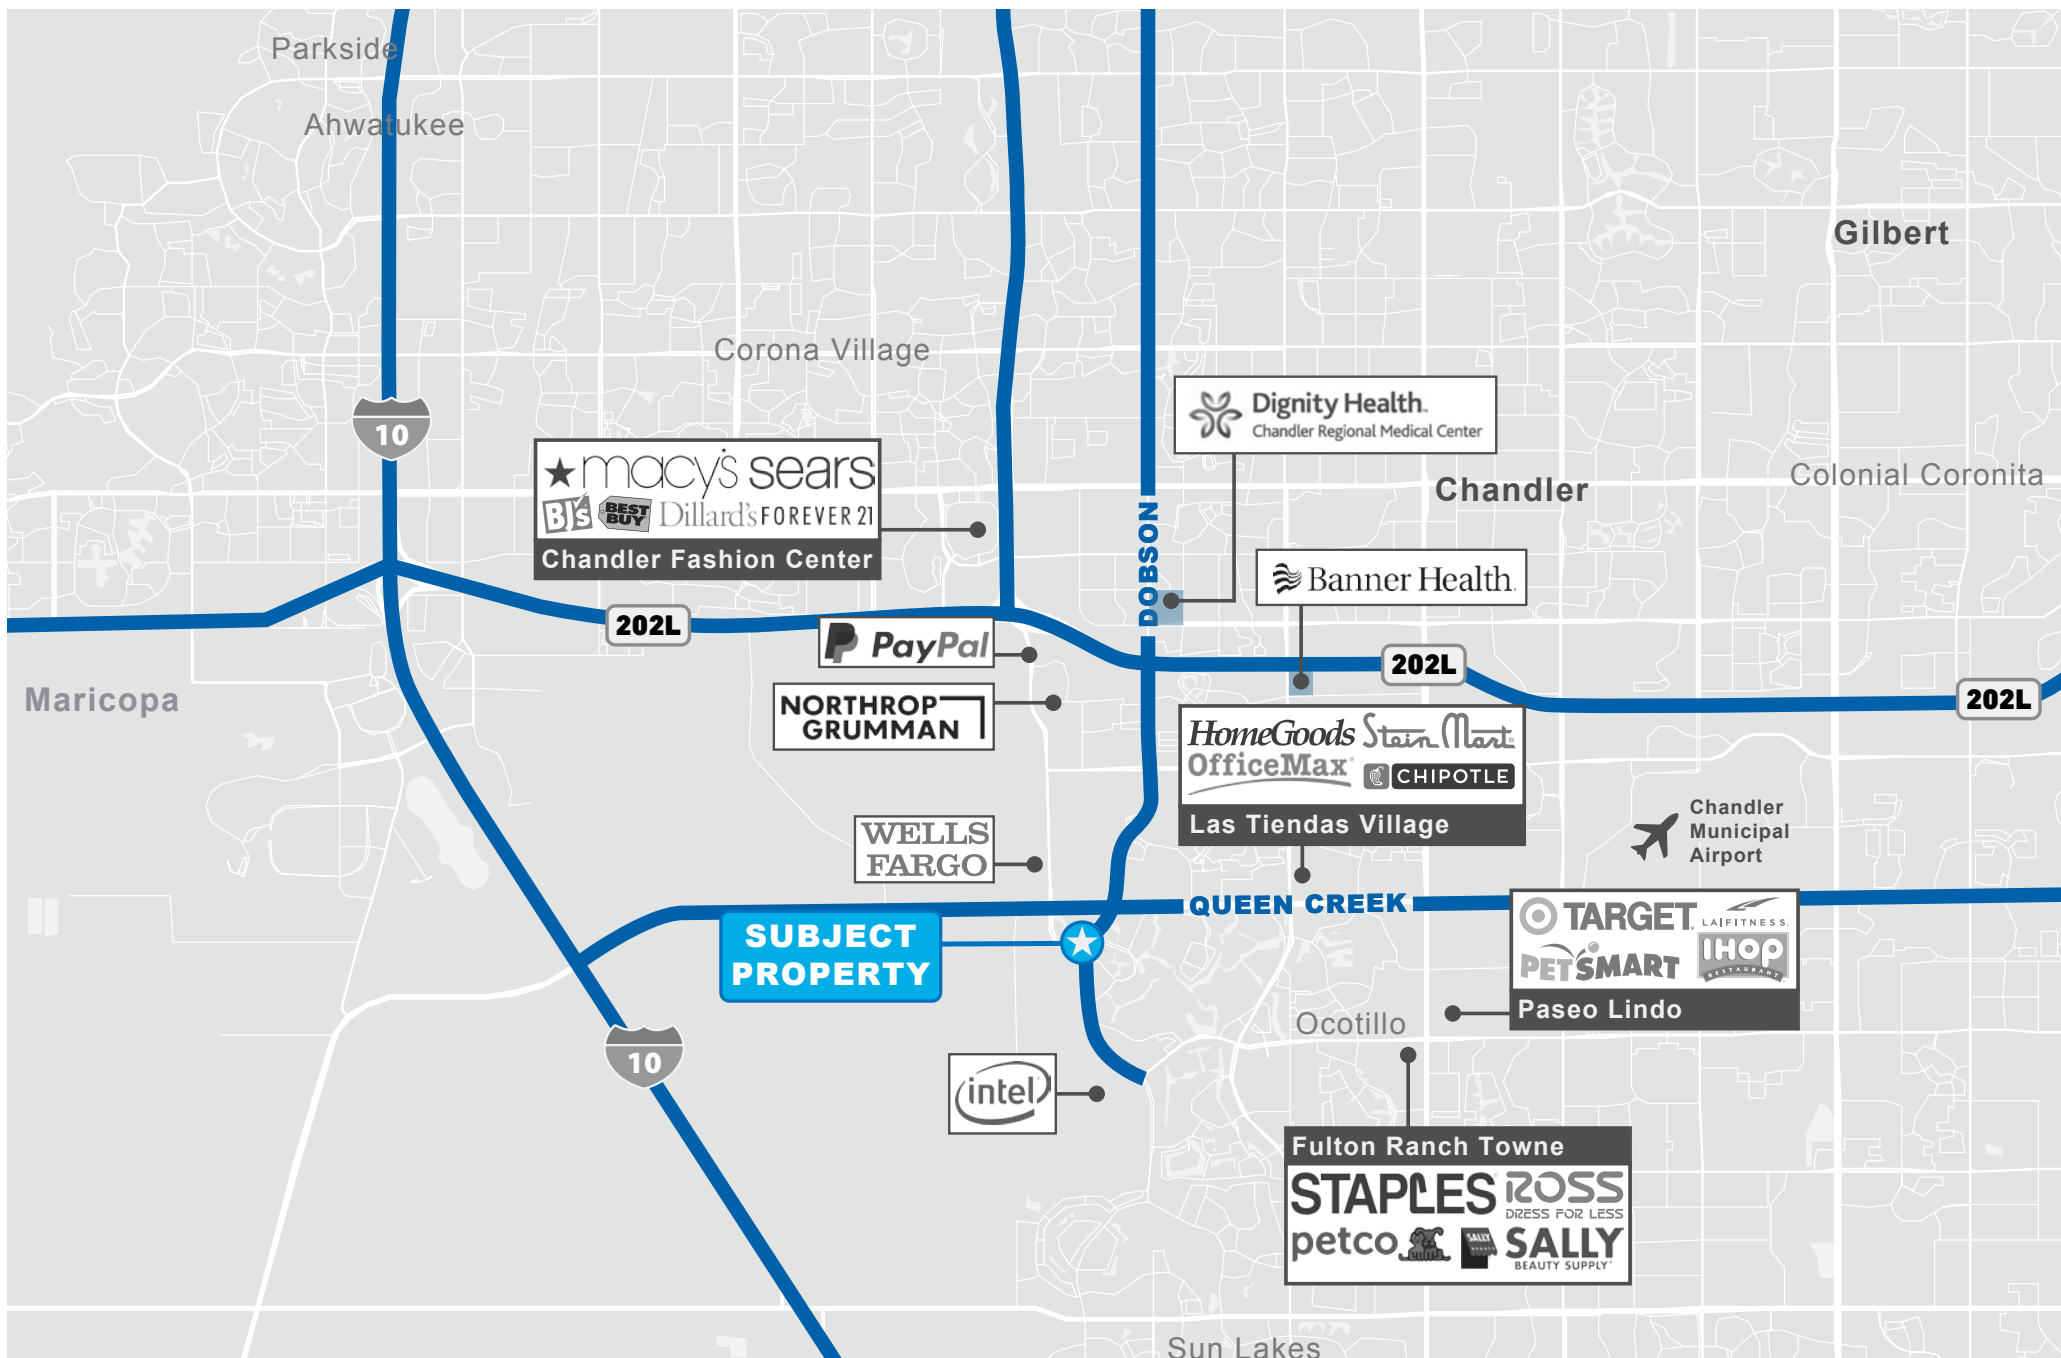 Parkside
Ahwatukee
Gilbert
Corona Village
10
Dignity Health
Chandler Regional Medical Center
macy's sears
BJ's BEST BUY Dillard's FOREVER 21
Chandler Fashion Center
Chandler
Colonial Coronita
DOBSON
Banner Health
202L
PayPal
202L
Maricopa
NORTHROP
GRUMMAN
202L
HomeGoods Stein Mart
OfficeMax CHIPOTLE
Las Tiendas Village
Chandler
Municipal
Airport
WELLS
FARGO
QUEEN CREEK
SUBJECT
PROPERTY
TARGET LA|FITNESS
PETSMART IHOP
RESTAURANT
Paseo Lindo
Ocotillo
10
intel
Fulton Ranch Towne
STAPLES ROSS
DRESS FOR LESS
petco SALLY SALLY
BEAUTY SUPPLY
Sun Lakes